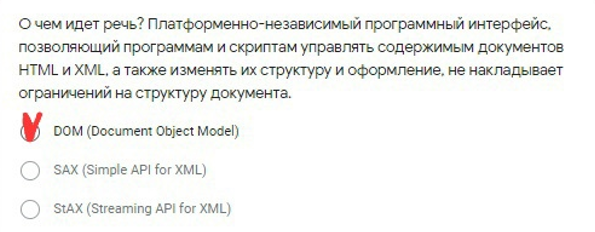 О чем идет речь? Платформенно-независимый программный интерфейс,
позволяющий программам и скриптам управлять содержимым документов
HTML и XML, а также изменять их структуру и оформление, не накладывает
ограничений на структуру документа.
DOM (Document Object Model)
SAX (Simple API for XML)
StAX (Streaming API for XML)